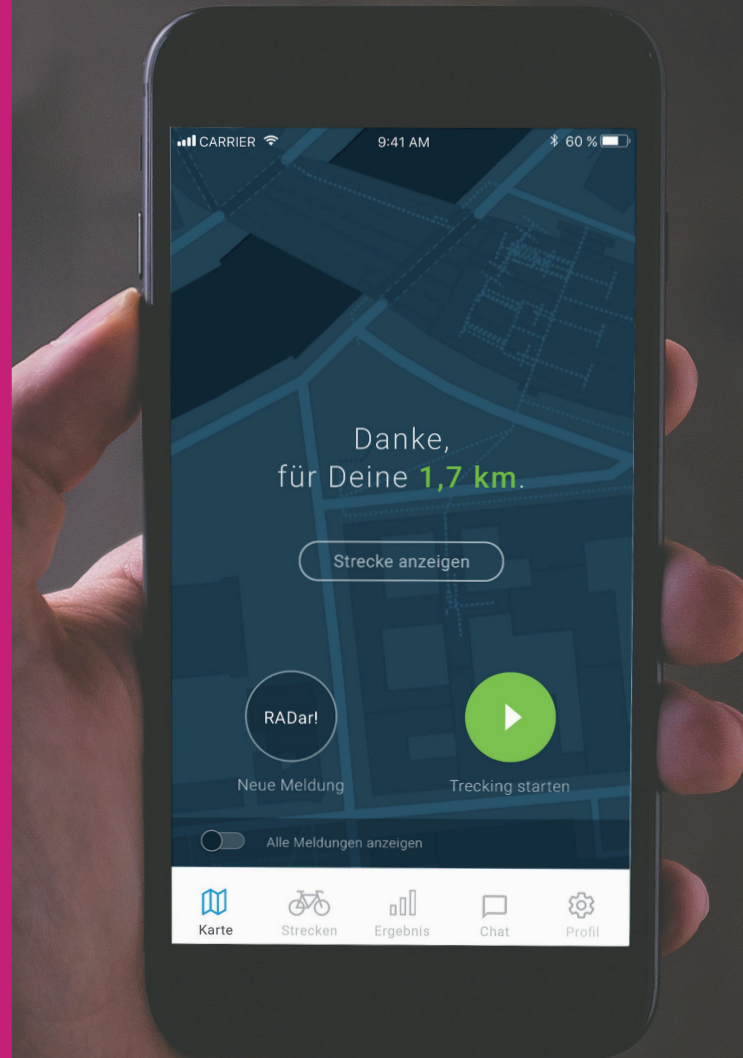 CARRIER 9:41 AM 60 %
Danke,
für Deine 1,7 km.
Strecke anzeigen
RADar!
Neue Meldung Trecking starten
Alle Meldungen anzeigen
Karte Strecken Ergebnis Chat Profil